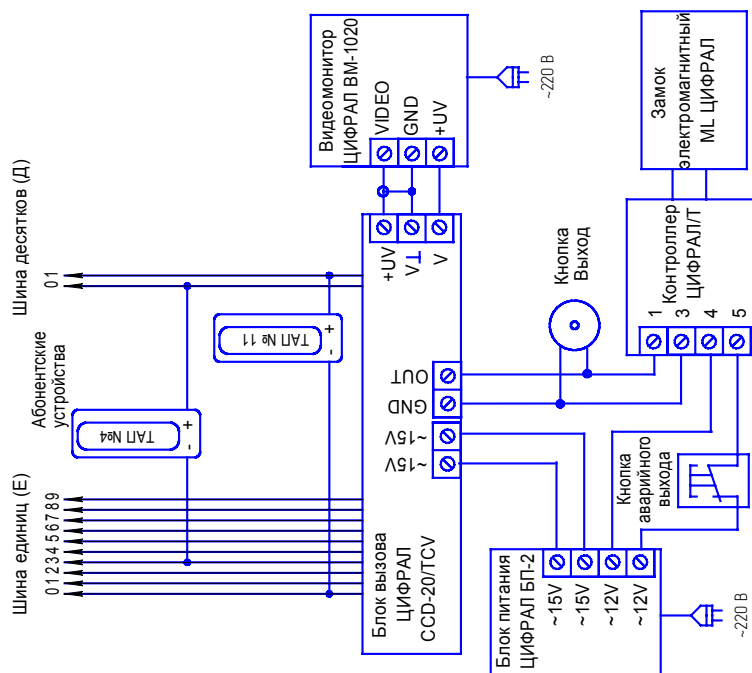 Шина десятков (Д)
0 1
Абонентские
устройства
ТАП №4
+
-
ТАП № 11
+
-
Шина единиц (Е)
0 1 2 3 4 5 6 7 8 9
Видеомонитор
ЦИФРАЛ ВМ-1020
VIDEO
GND
+UV
~220 В
+UV
V⊥
V
Блок вызова
ЦИФРАЛ
CCD-20/TCV
OUT
GND
~15V
~15V
Кнопка
Выход
Замок
электромагнитный
ML ЦИФРАЛ
Контроллер
ЦИФРАЛ/Т
1
3
4
5
Кнопка
аварийного
выхода
Блок питания
ЦИФРАЛ БП-2
~15V
~15V
~12V
~12V
~220 В